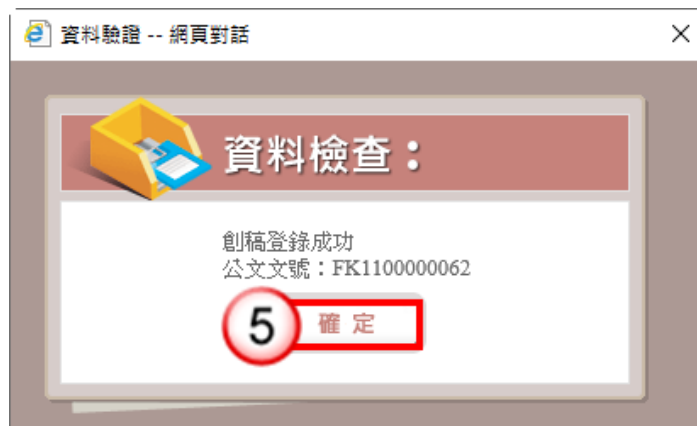 資料驗證 -- 網頁對話
資料檢查：
創稿登錄成功
公文文號：FK1100000062
5
確 定